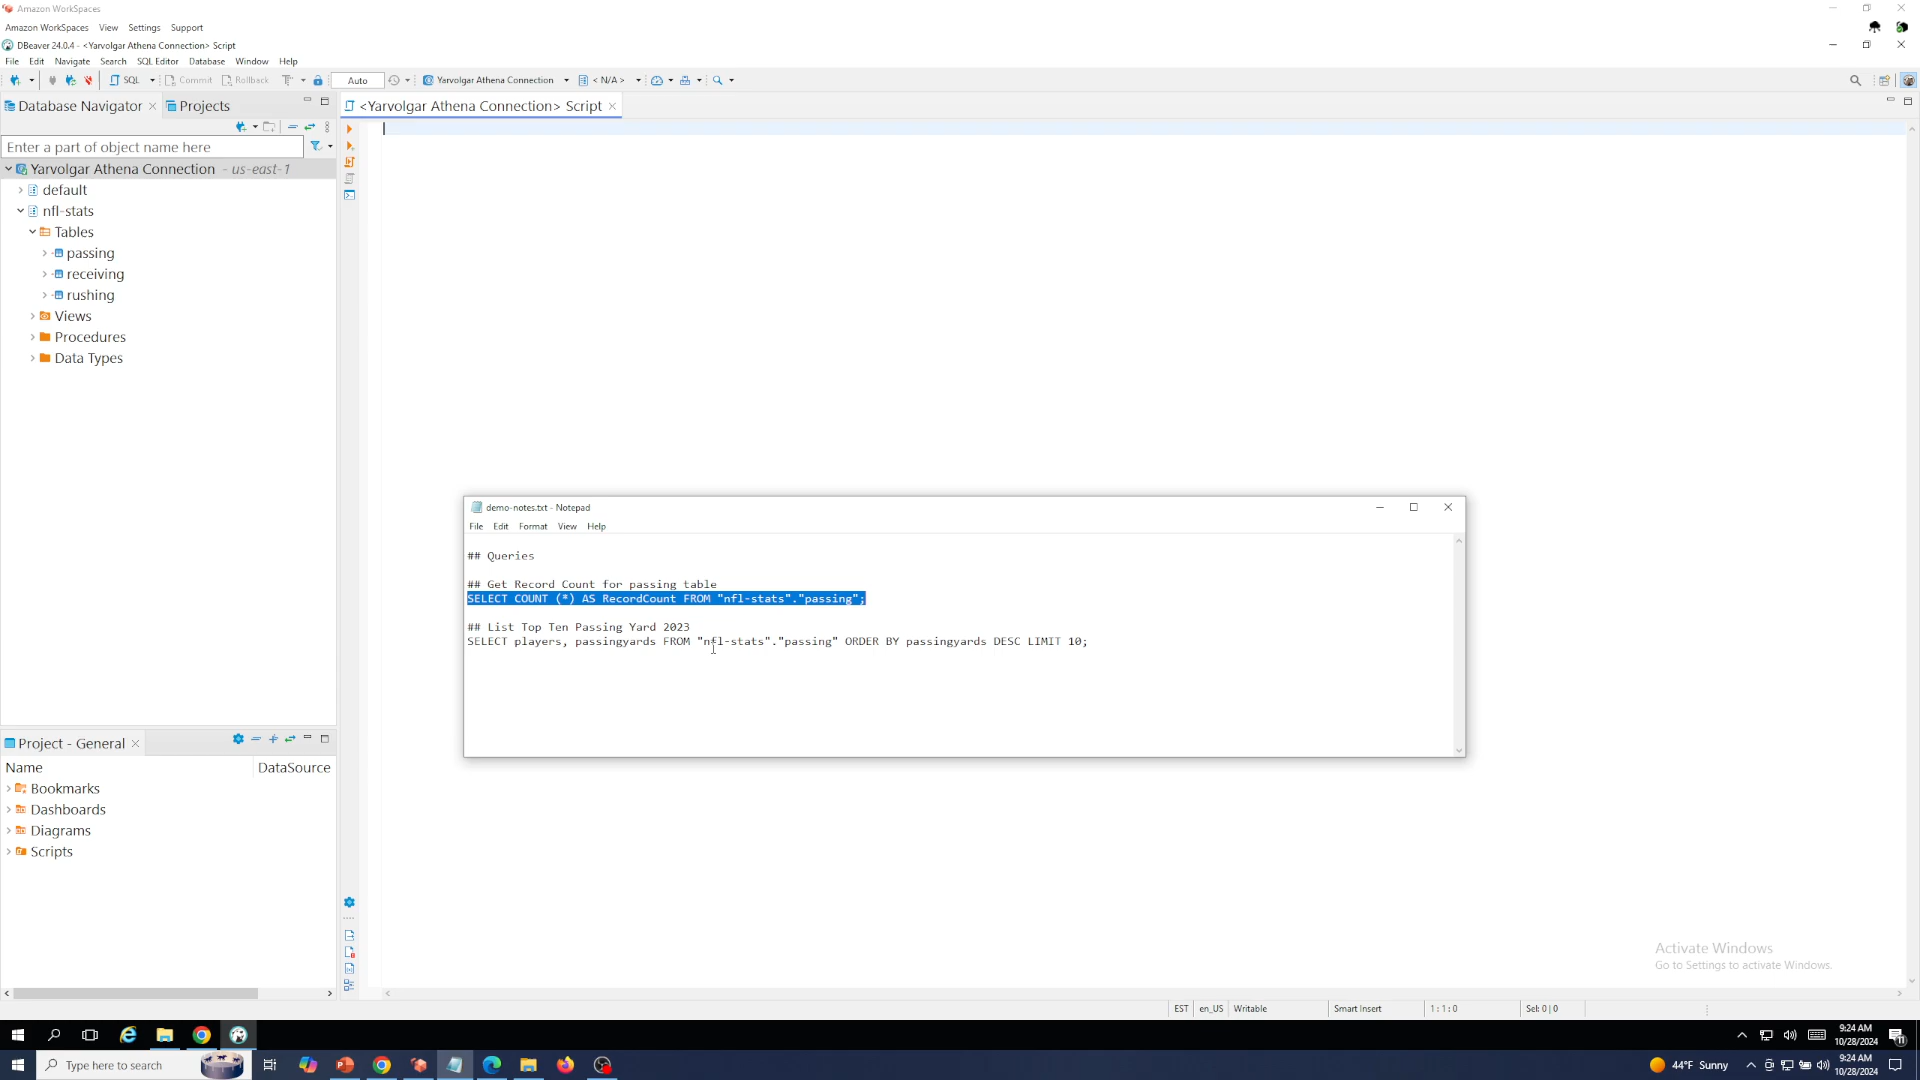 Amazon WorkSpaces
Amazon WorkSpaces View Settings Support
DBeaver 24.0.4 - <Yarvolgar Athena Connection> Script
File Edit Navigate Search SQL Editor Database Window Help
SQL Commit Rollback Auto Yarvolgar Athena Connection < N/A >
Database Navigator Projects
<Yarvolgar Athena Connection> Script
Enter a part of object name here
Yarvolgar Athena Connection - us-east-1
default
nfl-stats
Tables
passing
receiving
rushing
Views
Procedures
Data Types
demo-notes.txt - Notepad
File Edit Format View Help
## Queries
## Get Record Count for passing table
SELECT COUNT (*) AS RecordCount FROM "nfl-stats"."passing";
## List Top Ten Passing Yard 2023
SELECT players, passingyards FROM "nfl-stats"."passing" ORDER BY passingyards DESC LIMIT 10;
Project - General
Name DataSource
Bookmarks
Dashboards
Diagrams
Scripts
Activate Windows
Go to Settings to activate Windows.
EST en_US Writable Smart Insert 1 : 1 : 0 Sel: 0 | 0
9:24 AM
10/28/2024
11
Type here to search
44°F Sunny
9:24 AM
10/28/2024